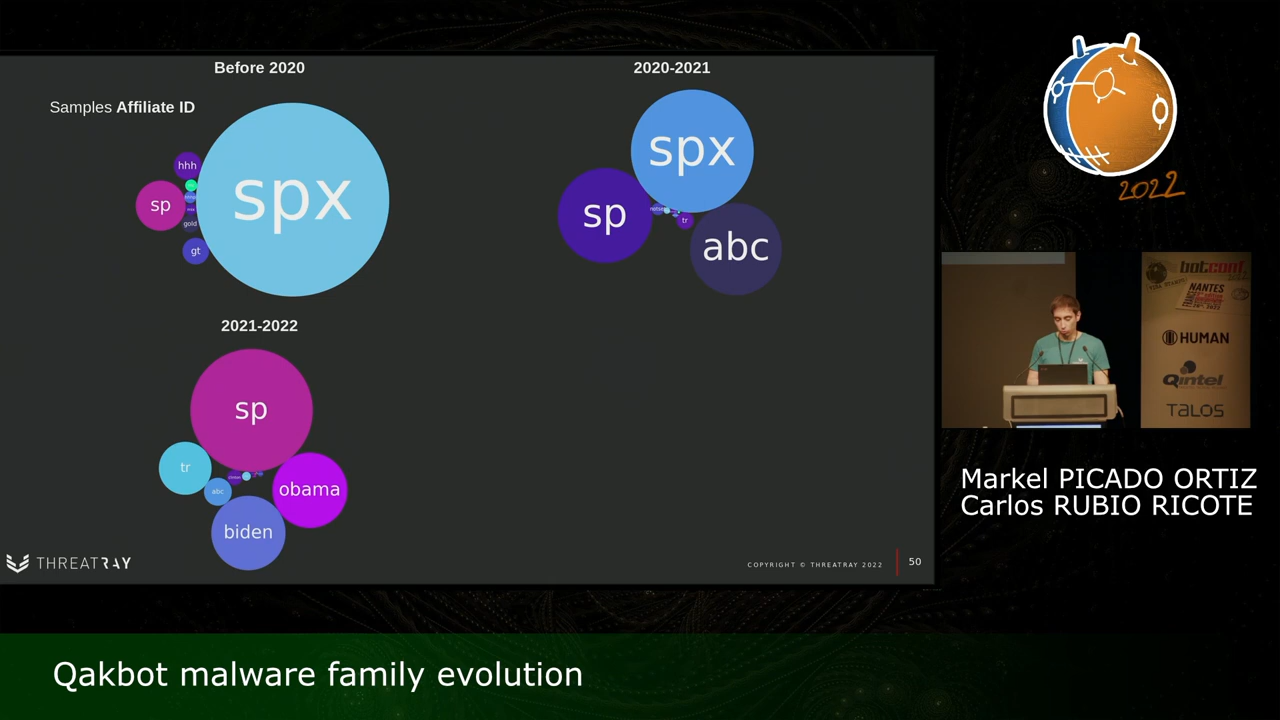 Before 2020
2020-2021
Samples Affiliate ID
hhh
sp
gold
gt
spx
spx
sp
tr
abc
2021-2022
sp
tr
abc
obama
biden
THREATRAY
COPYRIGHT © THREATRAY 2022
50
2022
botconf
NANTES
HUMAN
Qintel
TALOS
Markel PICADO ORTIZ
Carlos RUBIO RICOTE
Qakbot malware family evolution